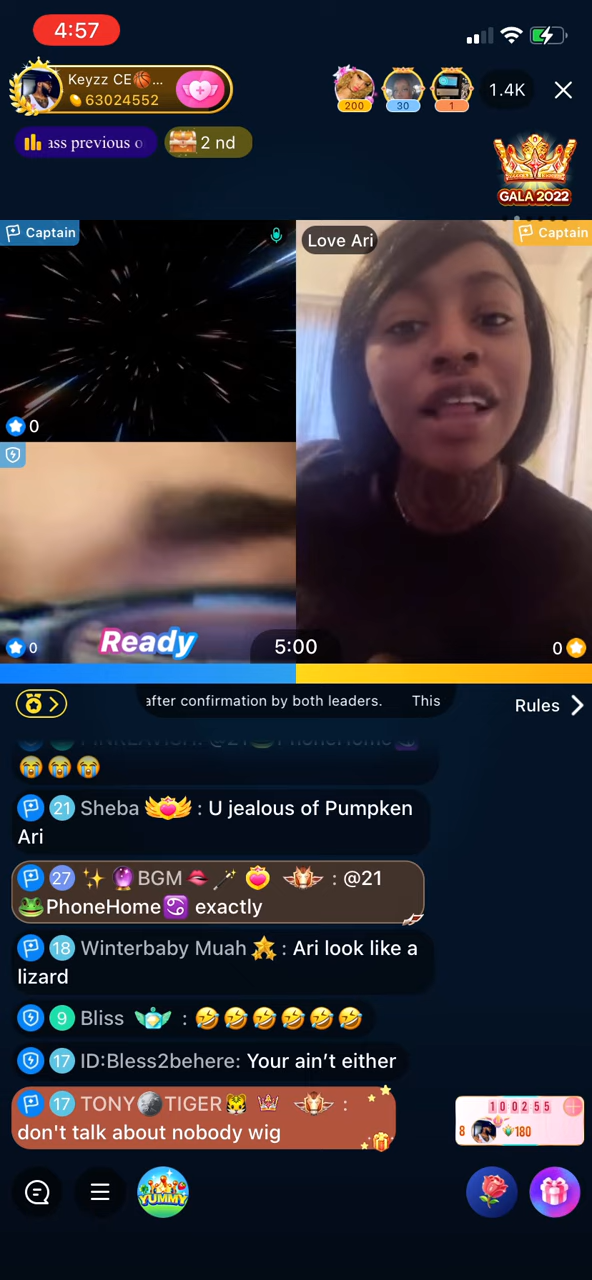 4:57
Keyzz CE🏀...
63024552
200
30
1
1.4K
ass previous o
2 nd
GALA 2022
Captain
Love Ari
Captain
0
0
Ready
5:00
0
after confirmation by both leaders. This
Rules
😭😭😭
21 Sheba : U jealous of Pumpken
Ari
27 ✨ 🔮BGM💋🪄 : @21
🐸PhoneHome♋ exactly
18 Winterbaby Muah : Ari look like a
lizard
9 Bliss : 🤣🤣🤣🤣🤣🤣
17 ID:Bless2behere: Your ain't either
17 TONY🌑TIGER🐯 :
don't talk about nobody wig
100255
8 180
YUMMY